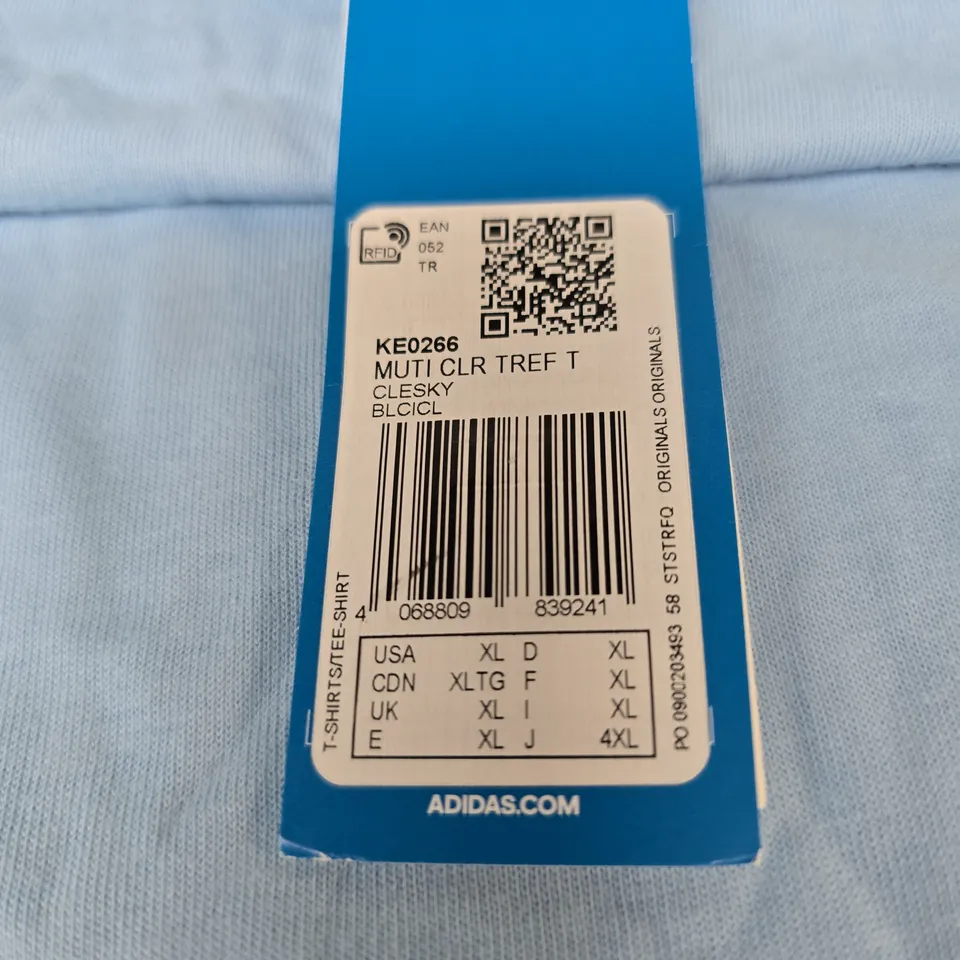 RFID
EAN
052
TR
KE0266
MUTI CLR TREF T
CLESKY
BLCICL
4 068809 839241
USA XL D XL
CDN XLTG F XL
UK XL I XL
E XL J 4XL
T-SHIRTS/TEE-SHIRT
PO 0900203493 58 STSTRFQ ORIGINALS ORIGINALS
ADIDAS.COM